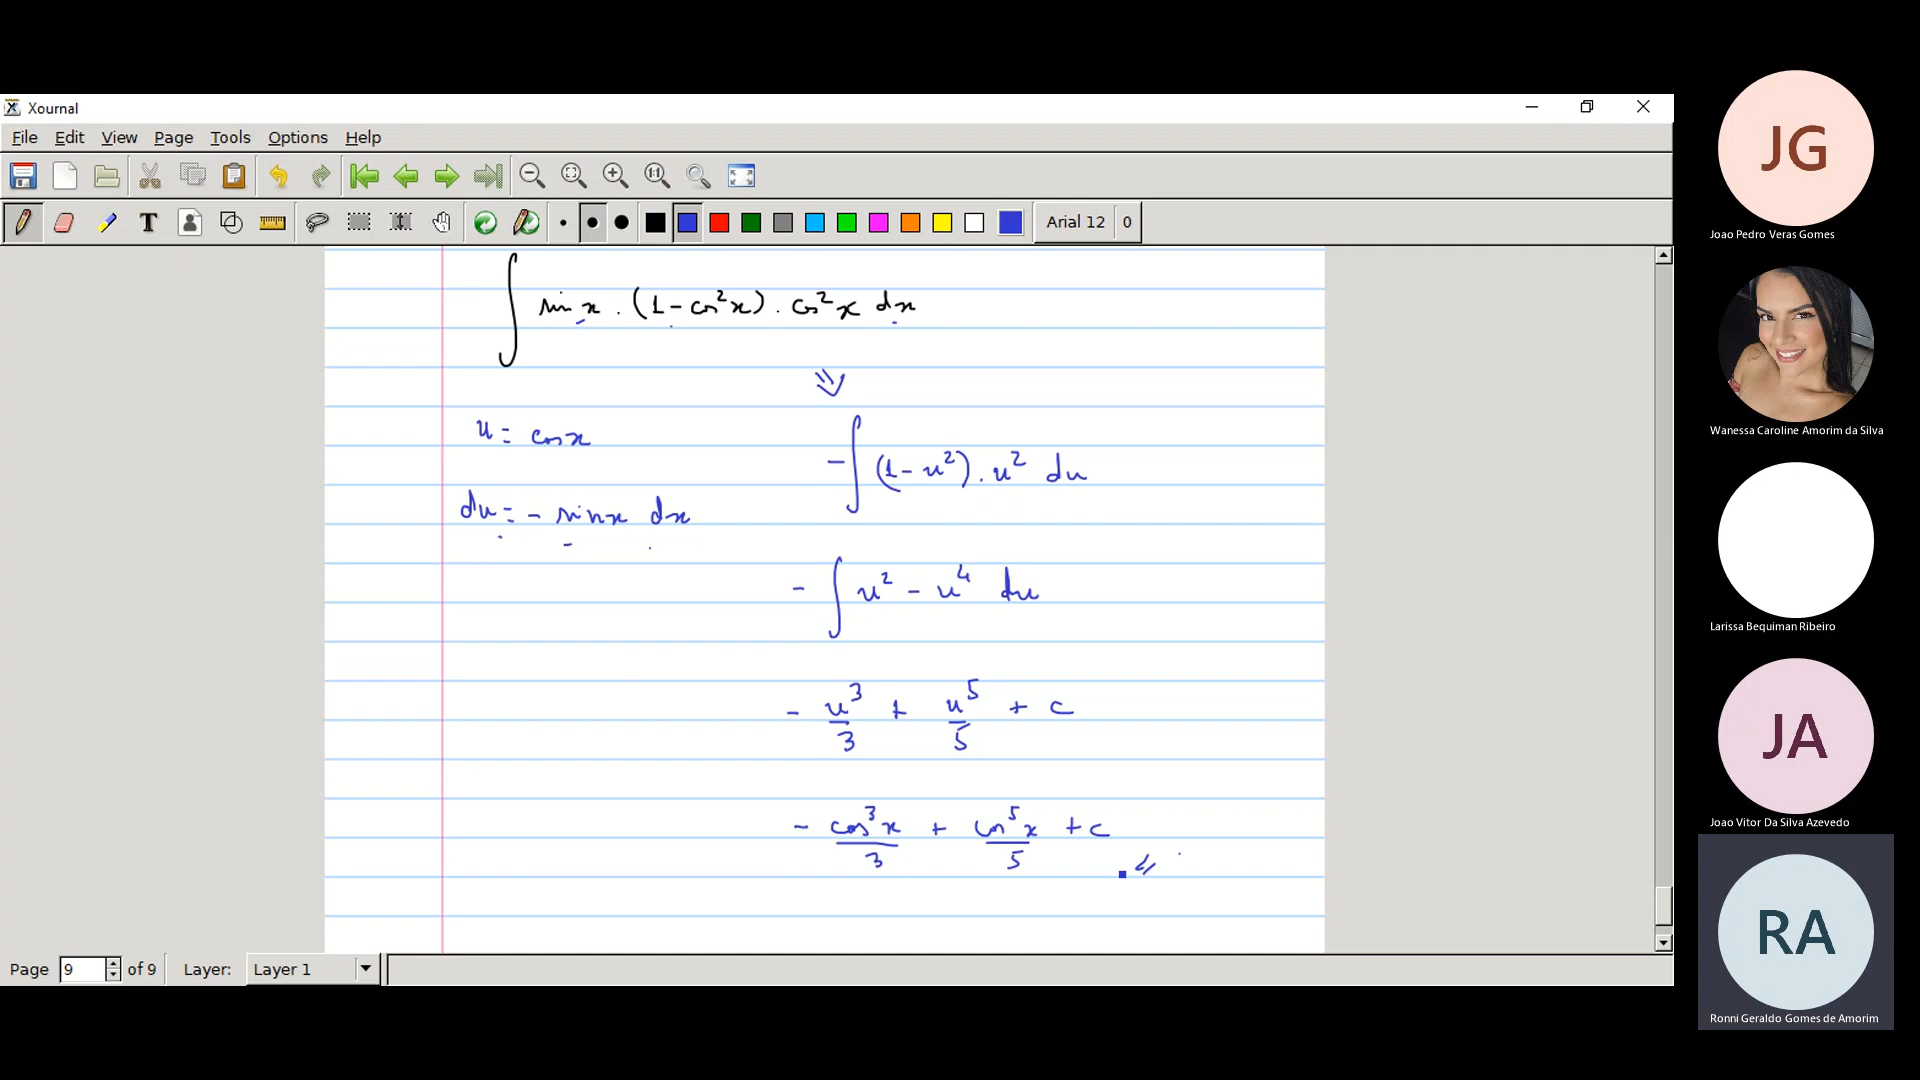 Xournal
File Edit View Page Tools Options Help
Arial 12 0
∫ sin x . (1 - cos²x) . cos²x dx
u = cos x
- ∫ (1 - u²) . u² du
du = - sin x dx
- ∫ u² - u⁴ du
- u³/3 + u⁵/5 + c
- cos³x/3 + cos⁵x/5 + c
Page 9 of 9 Layer: Layer 1
JG
Joao Pedro Veras Gomes
Wanessa Caroline Amorim da Silva
Larissa Bequiman Ribeiro
JA
Joao Vitor Da Silva Azevedo
RA
Ronni Geraldo Gomes de Amorim